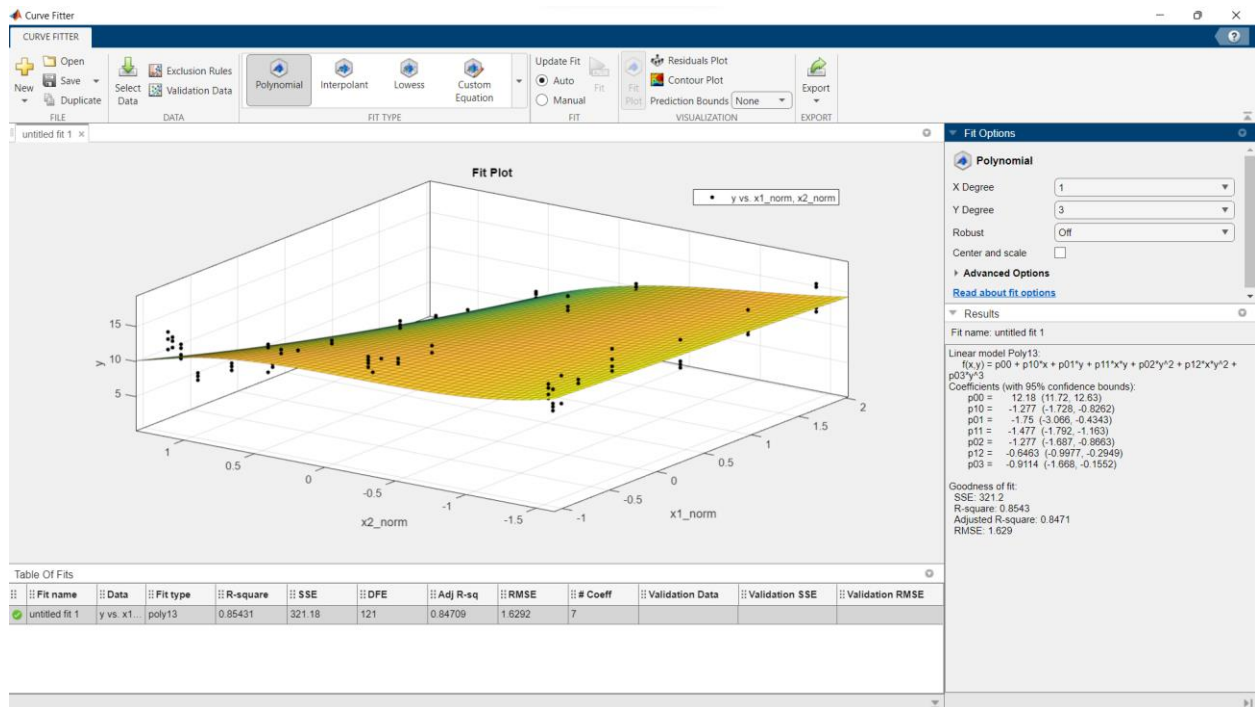 Curve Fitter
CURVE FITTER
?
New
Open
Save
Duplicate
FILE
Select
Data
Exclusion Rules
Validation Data
DATA
Polynomial
Interpolant
Lowess
Custom
Equation
FIT TYPE
Update Fit
Auto
Manual
Fit
FIT
Fit
Plot
Residuals Plot
Contour Plot
Prediction Bounds None
VISUALIZATION
Export
EXPORT
untitled fit 1 ×
Fit Plot
y vs. x1_norm, x2_norm
15
10
5
y
1
0.5
0
-0.5
-1
-1.5
x2_norm
-1
-0.5
0
0.5
1
1.5
2
x1_norm
Fit Options
Polynomial
X Degree 1
Y Degree 3
Robust Off
Center and scale
Advanced Options
Read about fit options
Results
Fit name: untitled fit 1
Linear model Poly13:
f(x,y) = p00 + p10*x + p01*y + p11*x*y + p02*y^2 + p12*x*y^2 +
p03*y^3
Coefficients (with 95% confidence bounds):
p00 = 12.18 (11.72, 12.63)
p10 = -1.277 (-1.728, -0.8262)
p01 = -1.75 (-3.066, -0.4343)
p11 = -1.477 (-1.792, -1.163)
p02 = -1.277 (-1.687, -0.8663)
p12 = -0.6463 (-0.9977, -0.2949)
p03 = -0.9114 (-1.668, -0.1552)
Goodness of fit:
SSE: 321.2
R-square: 0.8543
Adjusted R-square: 0.8471
RMSE: 1.629
Table Of Fits
Fit name Data Fit type R-square SSE DFE Adj R-sq RMSE # Coeff Validation Data Validation SSE Validation RMSE
untitled fit 1 y vs. x1... poly13 0.85431 321.18 121 0.84709 1.6292 7